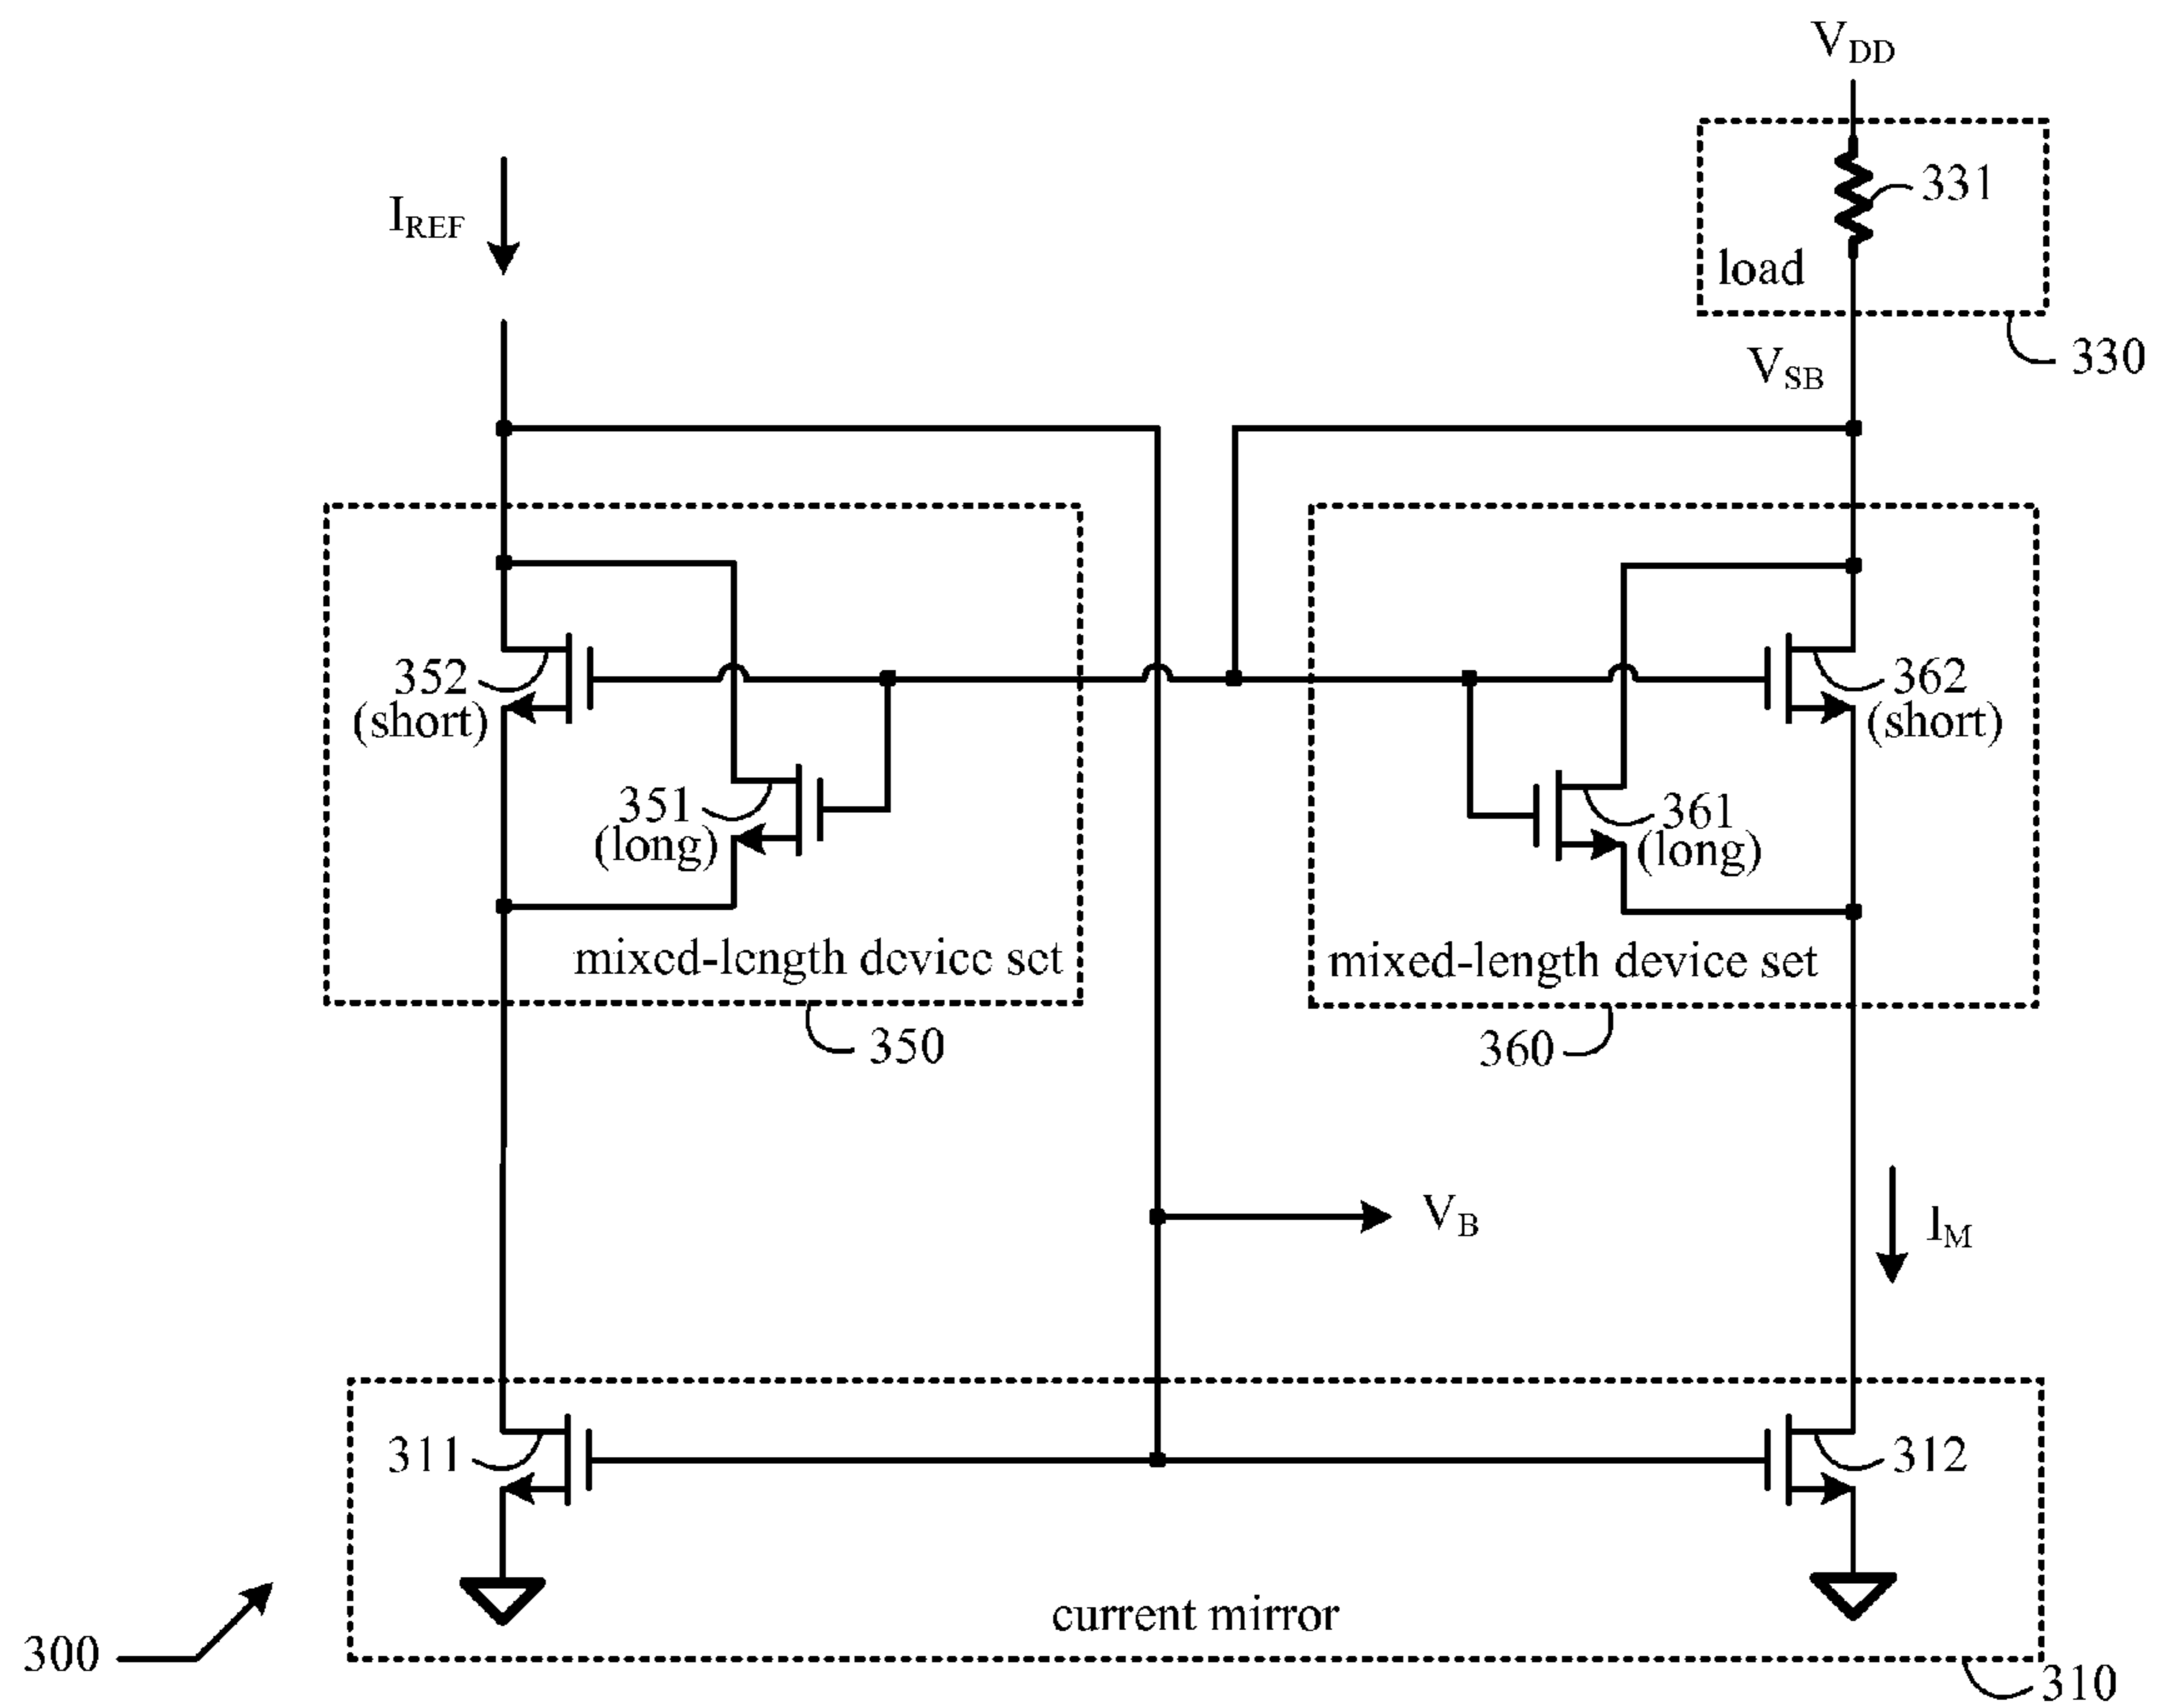 VDD
331
IREF
load
330
VSB
352
(short)
362
(short)
351
(long)
361
(long)
mixed-length device set
mixed-length device set
350
360
VB
IM
311
312
current mirror
300
310